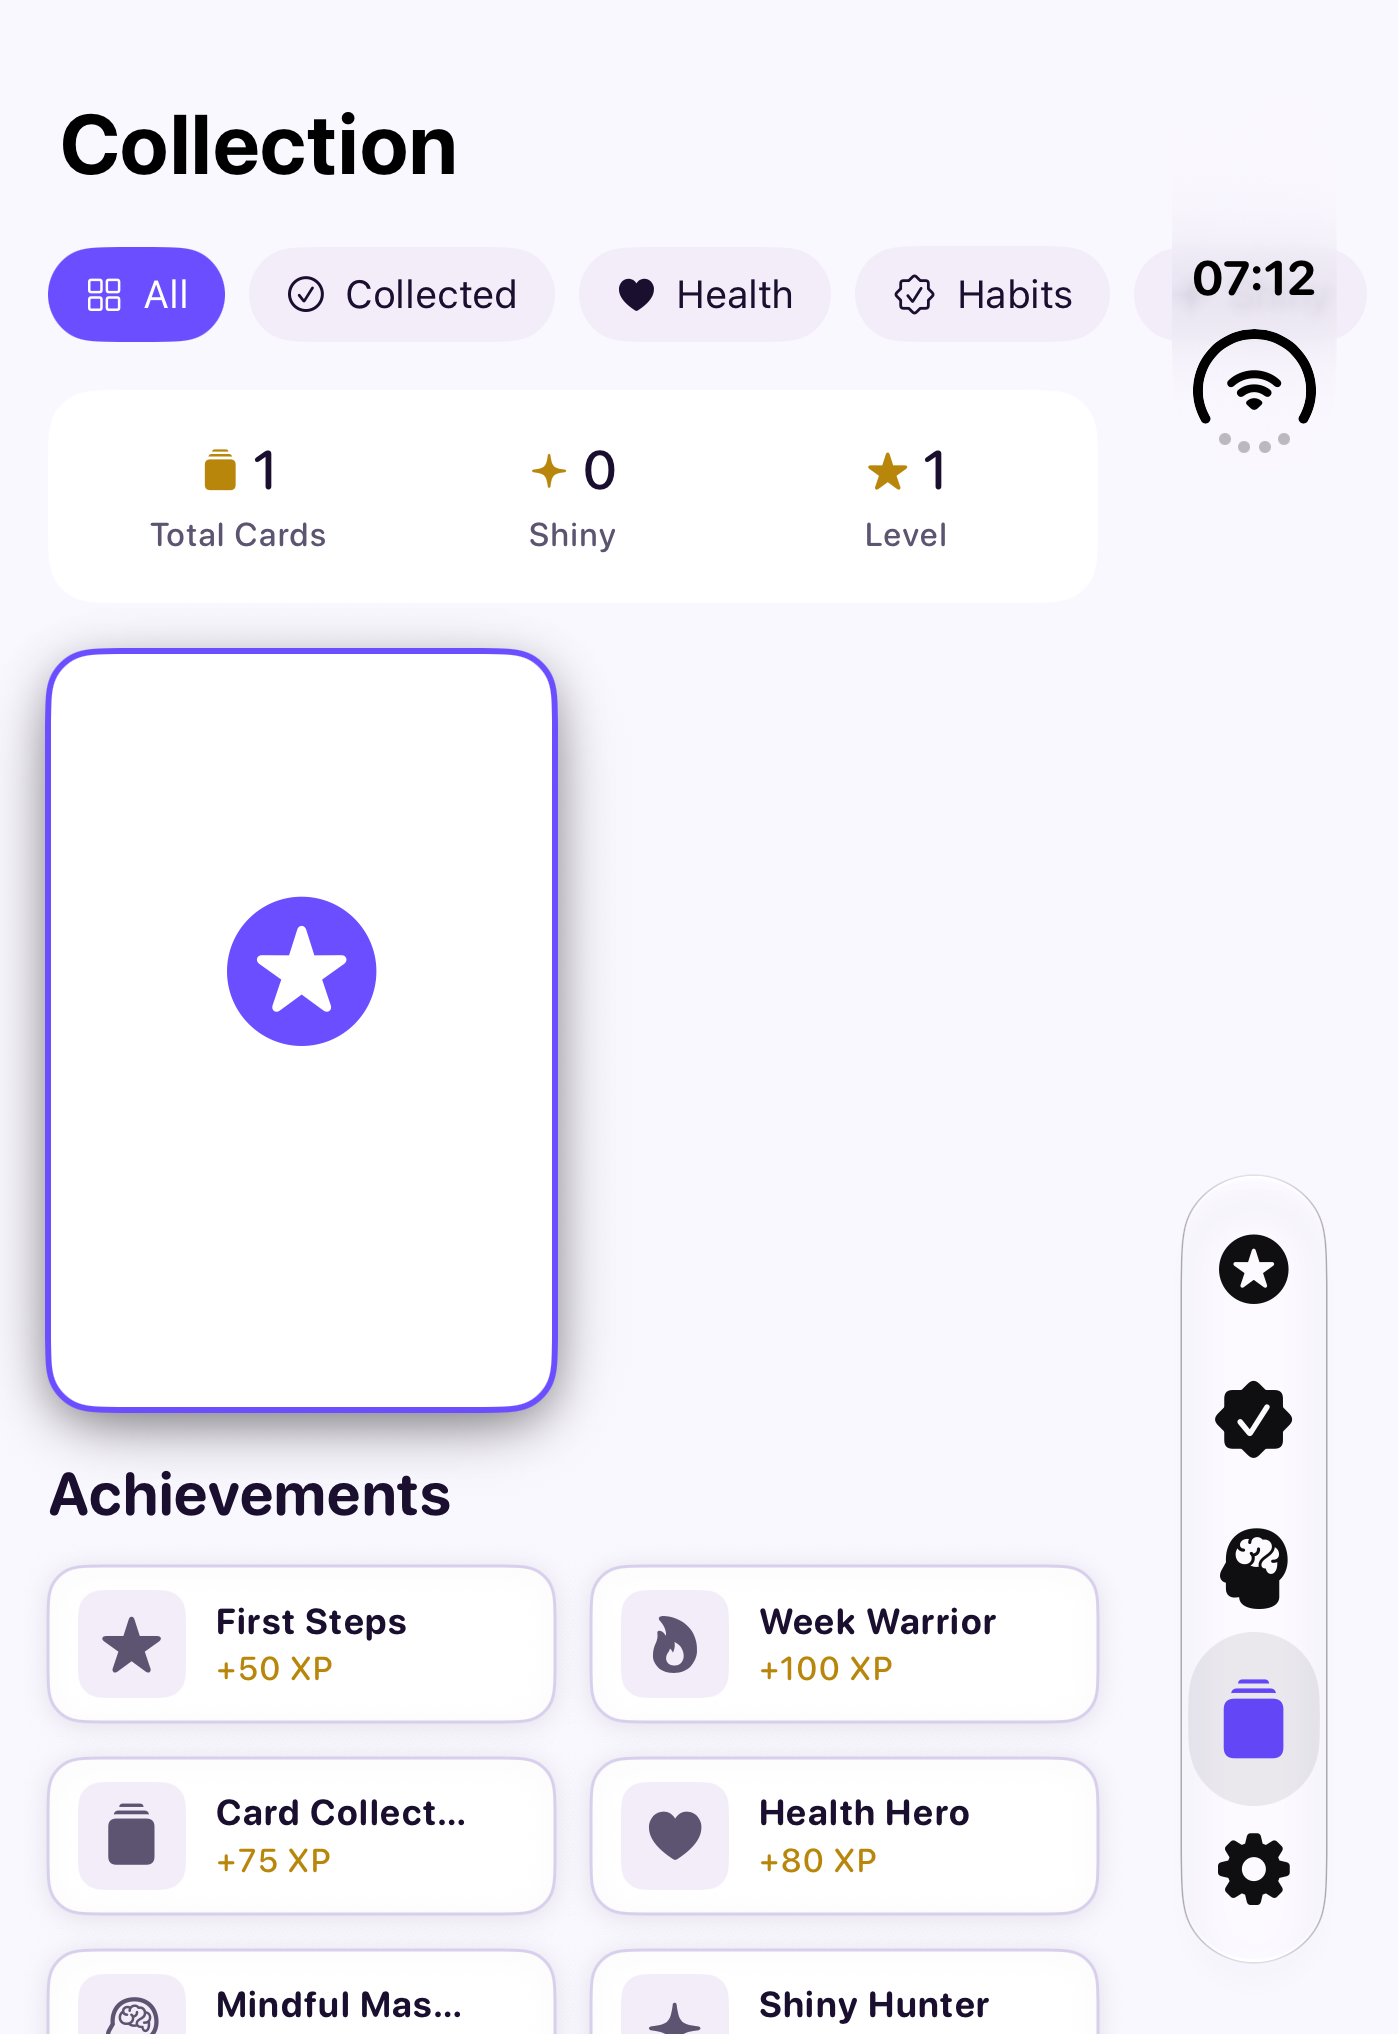 Collection
All
Collected
Health
Habits
07:12
1
Total Cards
0
Shiny
1
Level
Achievements
First Steps
+50 XP
Week Warrior
+100 XP
Card Collect...
+75 XP
Health Hero
+80 XP
Mindful Mas...
Shiny Hunter